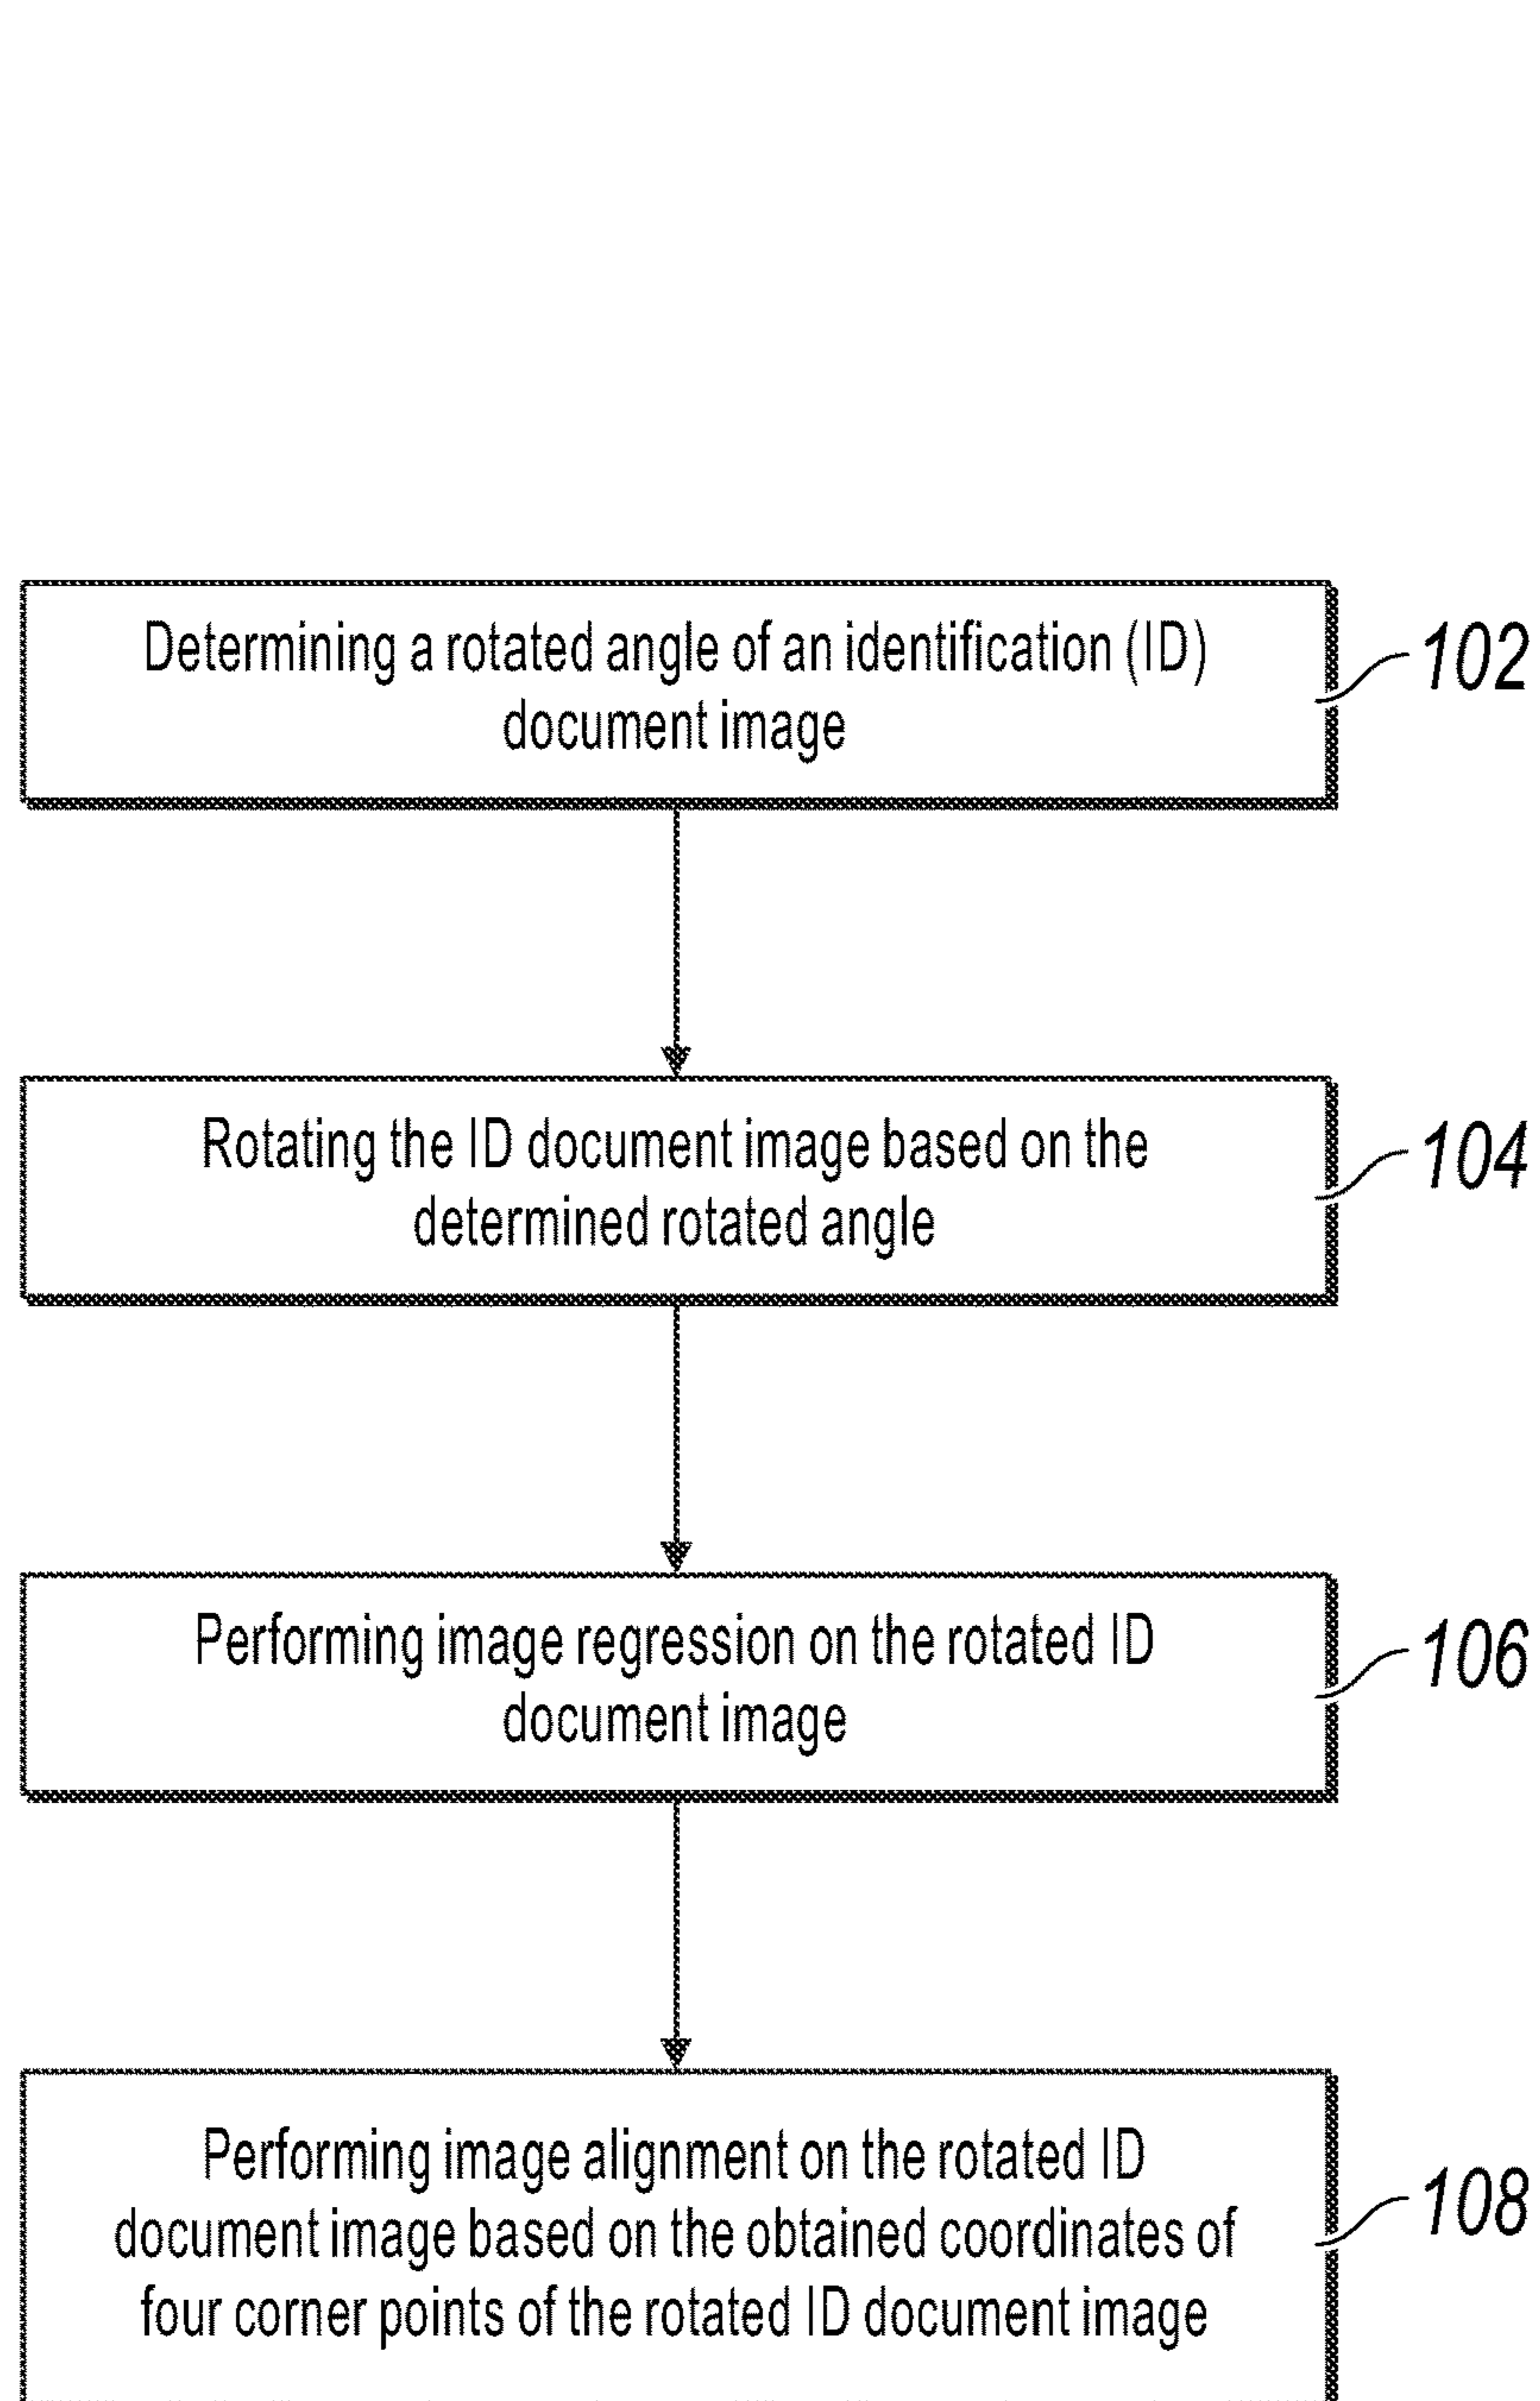 Determining a rotated angle of an identification (ID)
document image
102
Rotating the ID document image based on the
determined rotated angle
104
Performing image regression on the rotated ID
document image
106
Performing image alignment on the rotated ID
document image based on the obtained coordinates of
four corner points of the rotated ID document image
108